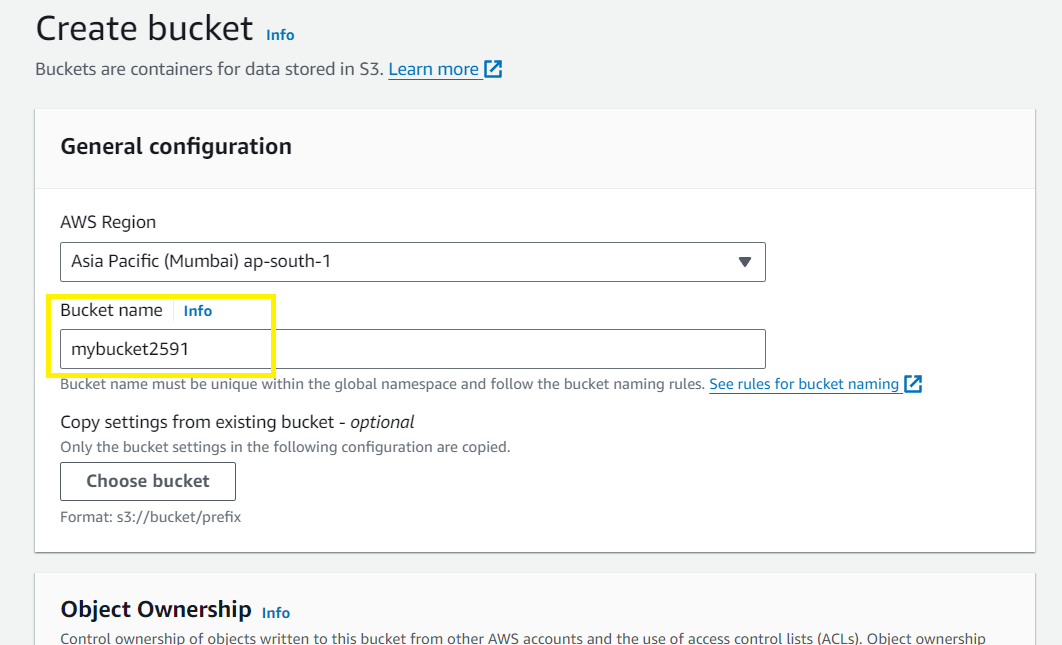 Create bucket Info
Buckets are containers for data stored in S3. Learn more
General configuration
AWS Region
Asia Pacific (Mumbai) ap-south-1
Bucket name Info
mybucket2591
Bucket name must be unique within the global namespace and follow the bucket naming rules. See rules for bucket naming
Copy settings from existing bucket - optional
Only the bucket settings in the following configuration are copied.
Choose bucket
Format: s3://bucket/prefix
Object Ownership Info
Control ownership of objects written to this bucket from other AWS accounts and the use of access control lists (ACLs). Object ownership